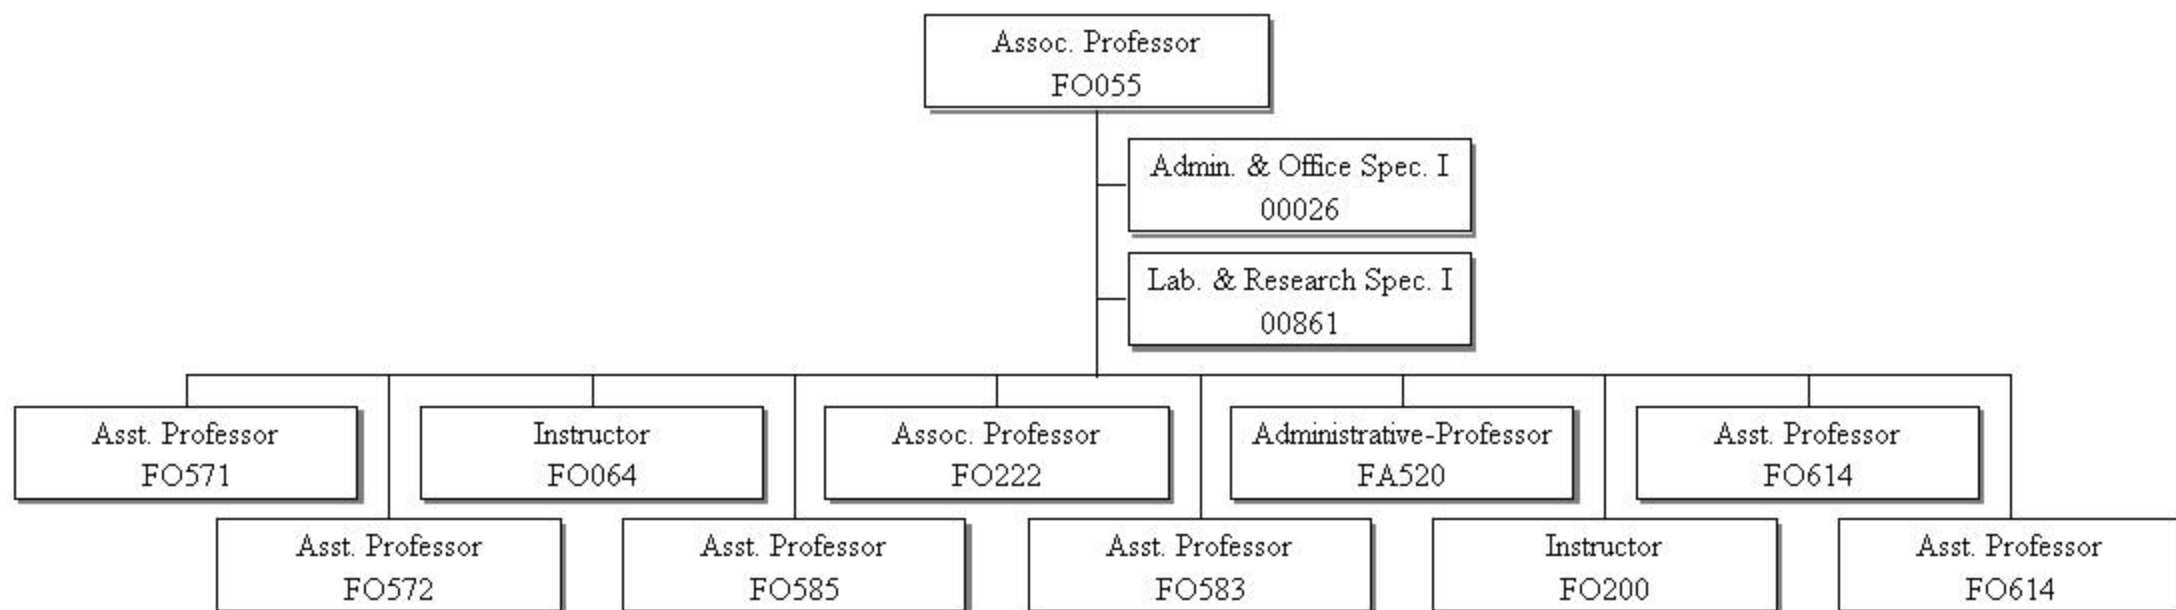 Assoc. Professor
FO055
Admin. & Office Spec. I
00026
Lab. & Research Spec. I
00861
Asst. Professor
FO571
Instructor
FO064
Assoc. Professor
FO222
Administrative-Professor
FA520
Asst. Professor
FO614
Asst. Professor
FO572
Asst. Professor
FO585
Asst. Professor
FO583
Instructor
FO200
Asst. Professor
FO614